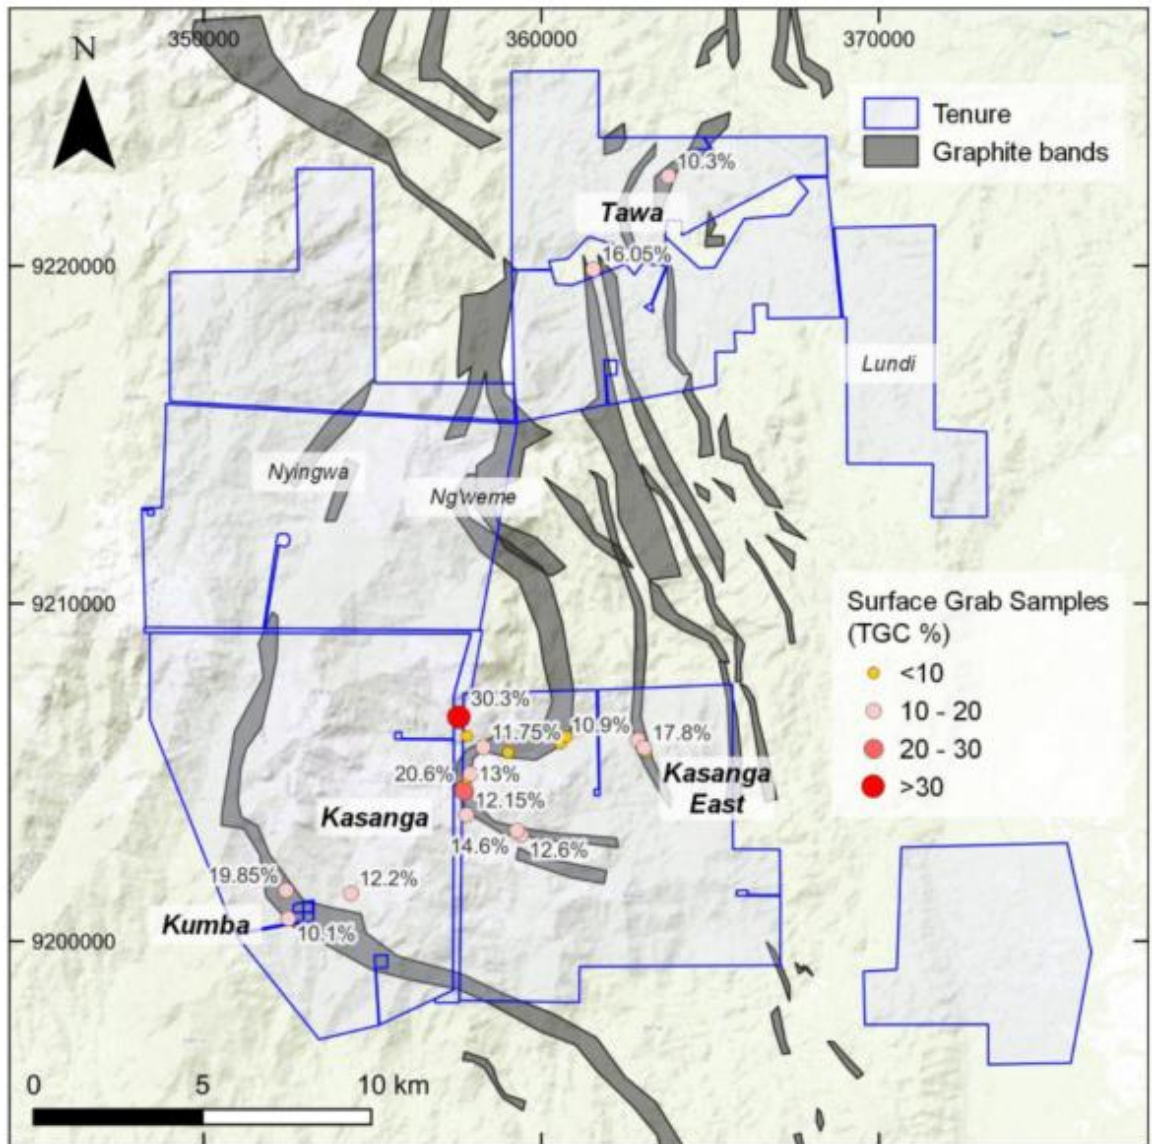 350000
360000
370000
N
Tenure
Graphite bands
10.3%
Tawa
16.05%
9220000
Lundi
Nyingwa
Ng'weme
9210000
Surface Grab Samples
(TGC %)
<10
10 - 20
20 - 30
>30
30.3%
11.75%
10.9%
17.8%
20.6%
13%
Kasanga
East
12.15%
Kasanga
14.6%
12.6%
19.85%
12.2%
Kumba
10.1%
9200000
0
5
10 km